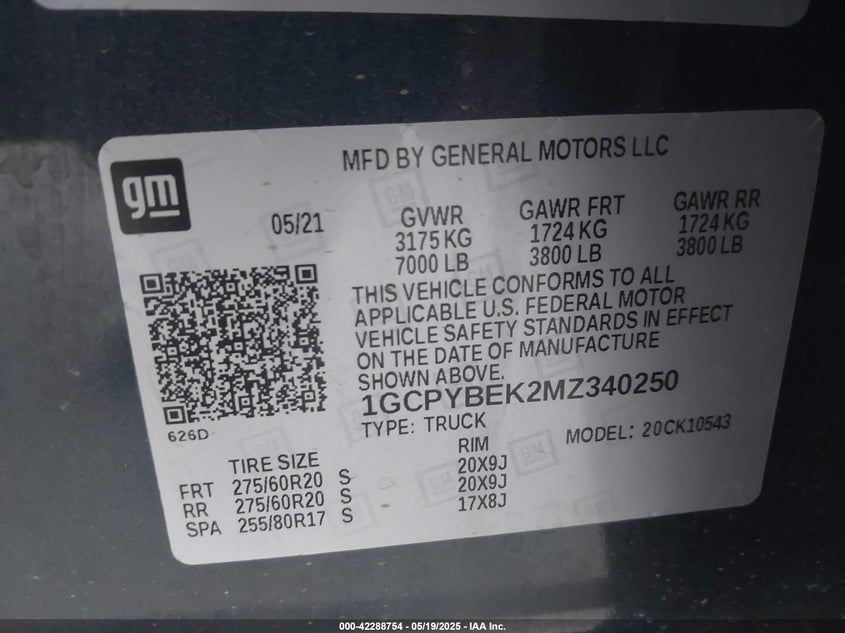 MFD BY GENERAL MOTORS LLC
gm
05/21
GVWR
3175 KG
7000 LB
GAWR FRT
1724 KG
3800 LB
GAWR RR
1724 KG
3800 LB
THIS VEHICLE CONFORMS TO ALL
APPLICABLE U.S. FEDERAL MOTOR
VEHICLE SAFETY STANDARDS IN EFFECT
ON THE DATE OF MANUFACTURE
SHOWN ABOVE.
1GCPYBEK2MZ340250
626D
TYPE: TRUCK
MODEL: 20CK10543
TIRE SIZE RIM
FRT 275/60R20 S 20X9J
RR 275/60R20 S 20X9J
SPA 255/80R17 S 17X8J
000-42288754 - 05/19/2025 - IAA Inc.